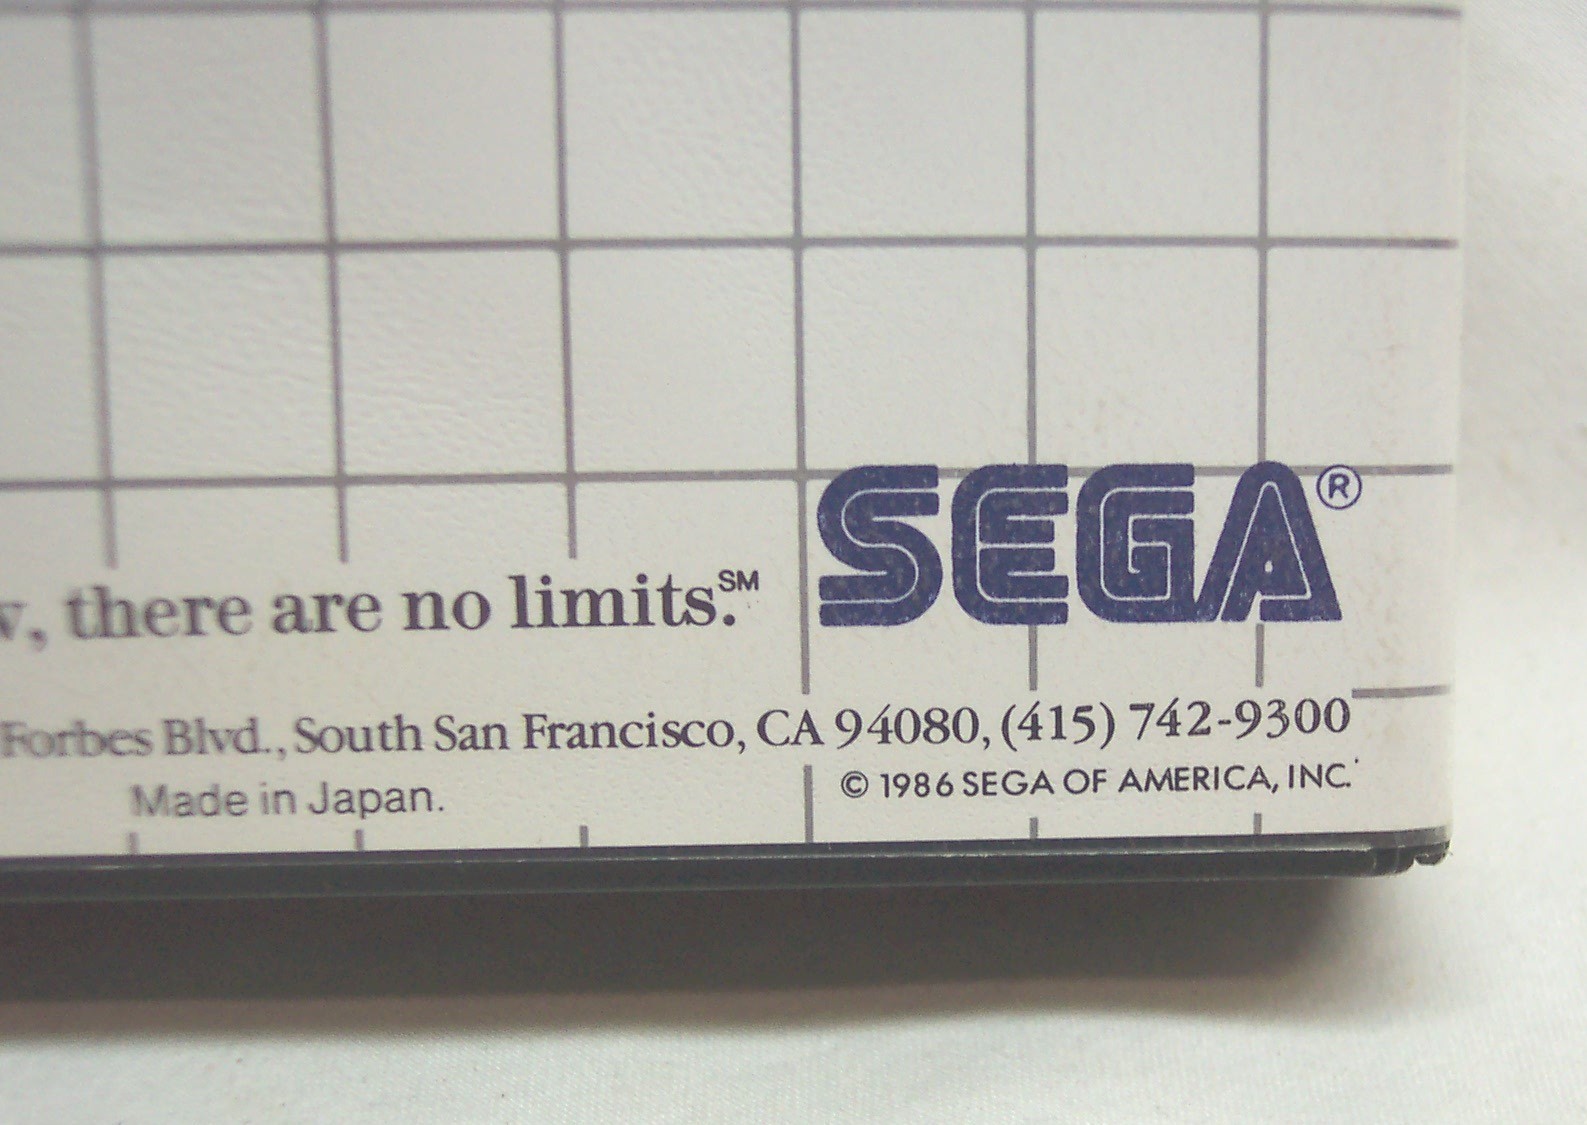 , there are no limits.℠
SEGA®
Forbes Blvd., South San Francisco, CA 94080, (415) 742-9300
Made in Japan.
© 1986 SEGA OF AMERICA, INC.